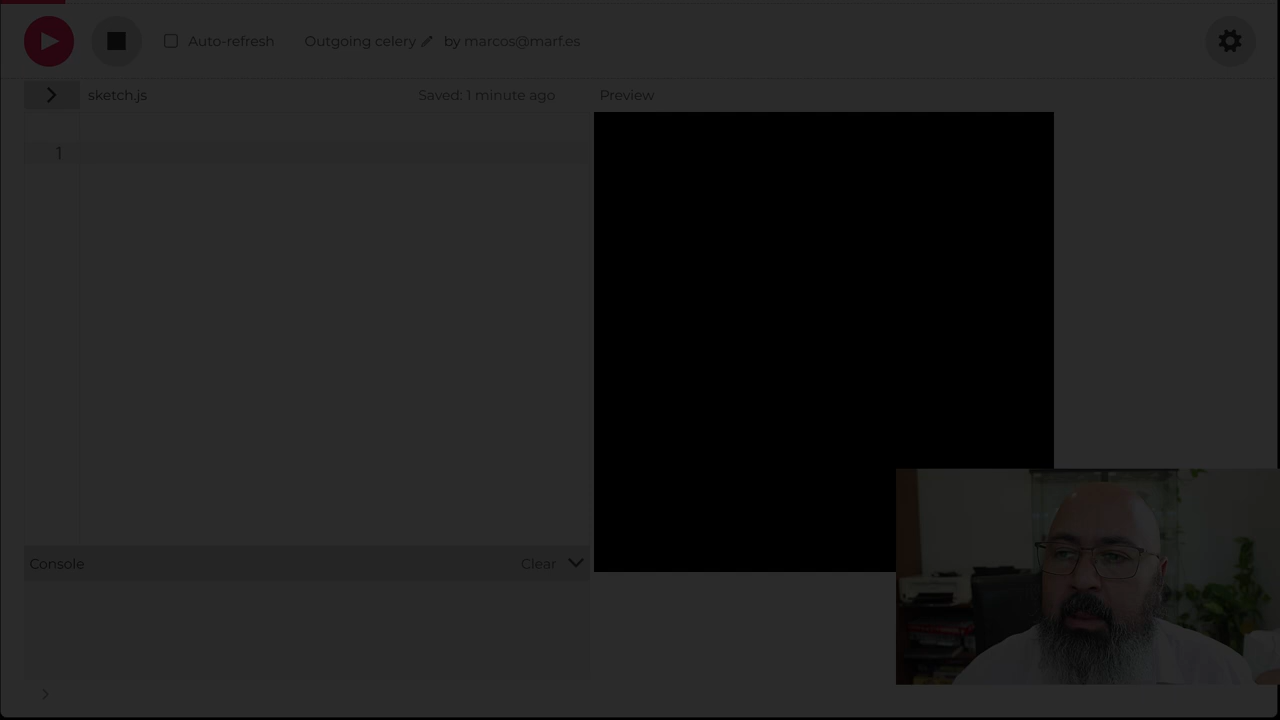 Auto-refresh
Outgoing celery
by marcos@marf.es
sketch.js
Saved: 1 minute ago
Preview
1
Console
Clear